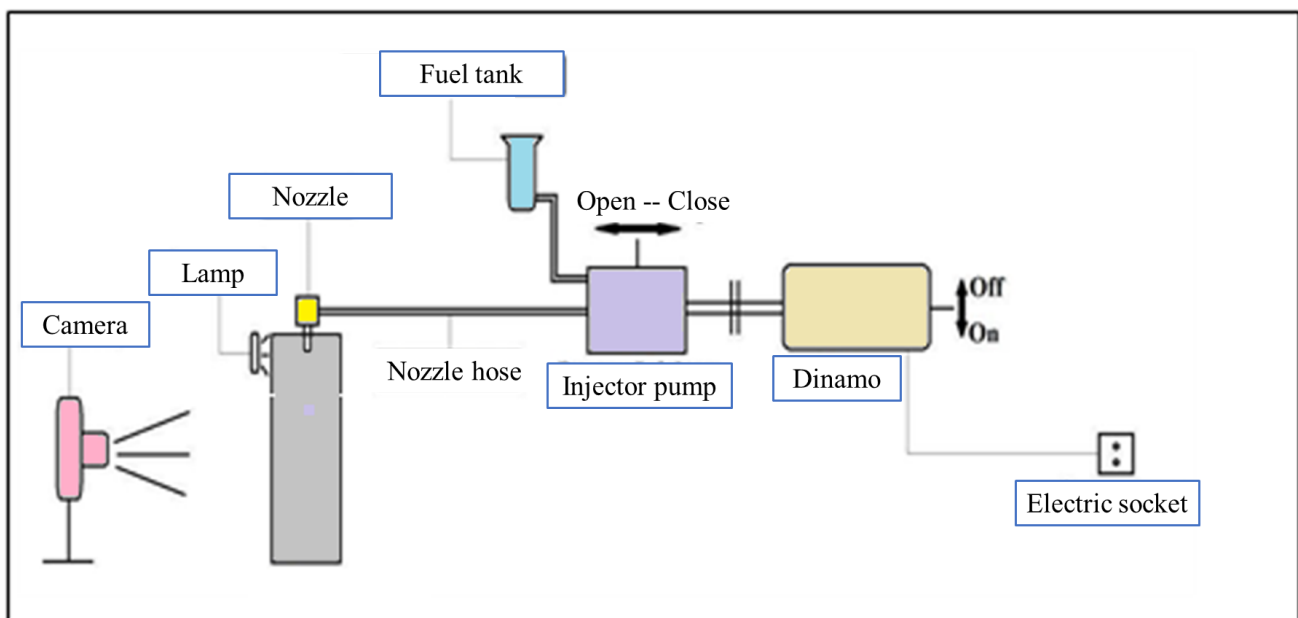 Fuel tank
Nozzle
Open -- Close
Lamp
Off
Camera
On
Nozzle hose
Injector pump
Dinamo
Electric socket